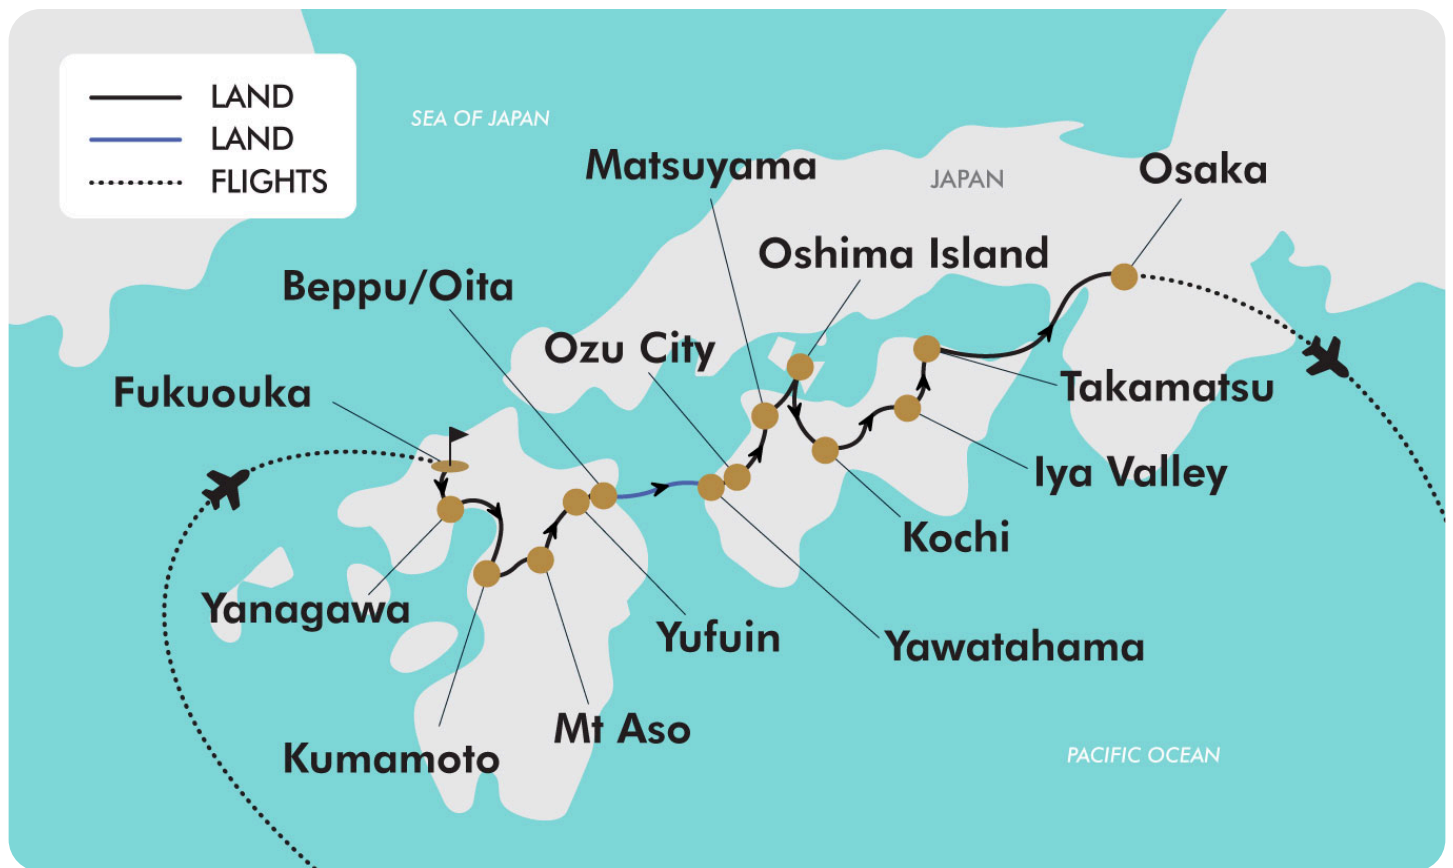 LAND
LAND
FLIGHTS
SEA OF JAPAN
Matsuyama
JAPAN
Osaka
Oshima Island
Beppu/Oita
Ozu City
Fukuouka
Takamatsu
Iya Valley
Kochi
Yanagawa
Yufuin
Yawatahama
Mt Aso
Kumamoto
PACIFIC OCEAN